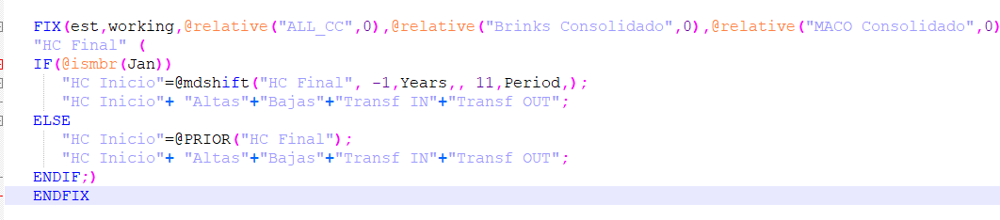 FIX(est,working,@relative("ALL_CC",0),@relative("Brinks Consolidado",0),@relative("MACO Consolidado",0)
"HC Final" (
IF(@ismbr(Jan))
"HC Inicio"=@mdshift("HC Final", -1,Years,, 11,Period,);
"HC Inicio"+ "Altas"+"Bajas"+"Transf IN"+"Transf OUT";
ELSE
"HC Inicio"=@PRIOR("HC Final");
"HC Inicio"+ "Altas"+"Bajas"+"Transf IN"+"Transf OUT";
ENDIF;)
ENDFIX